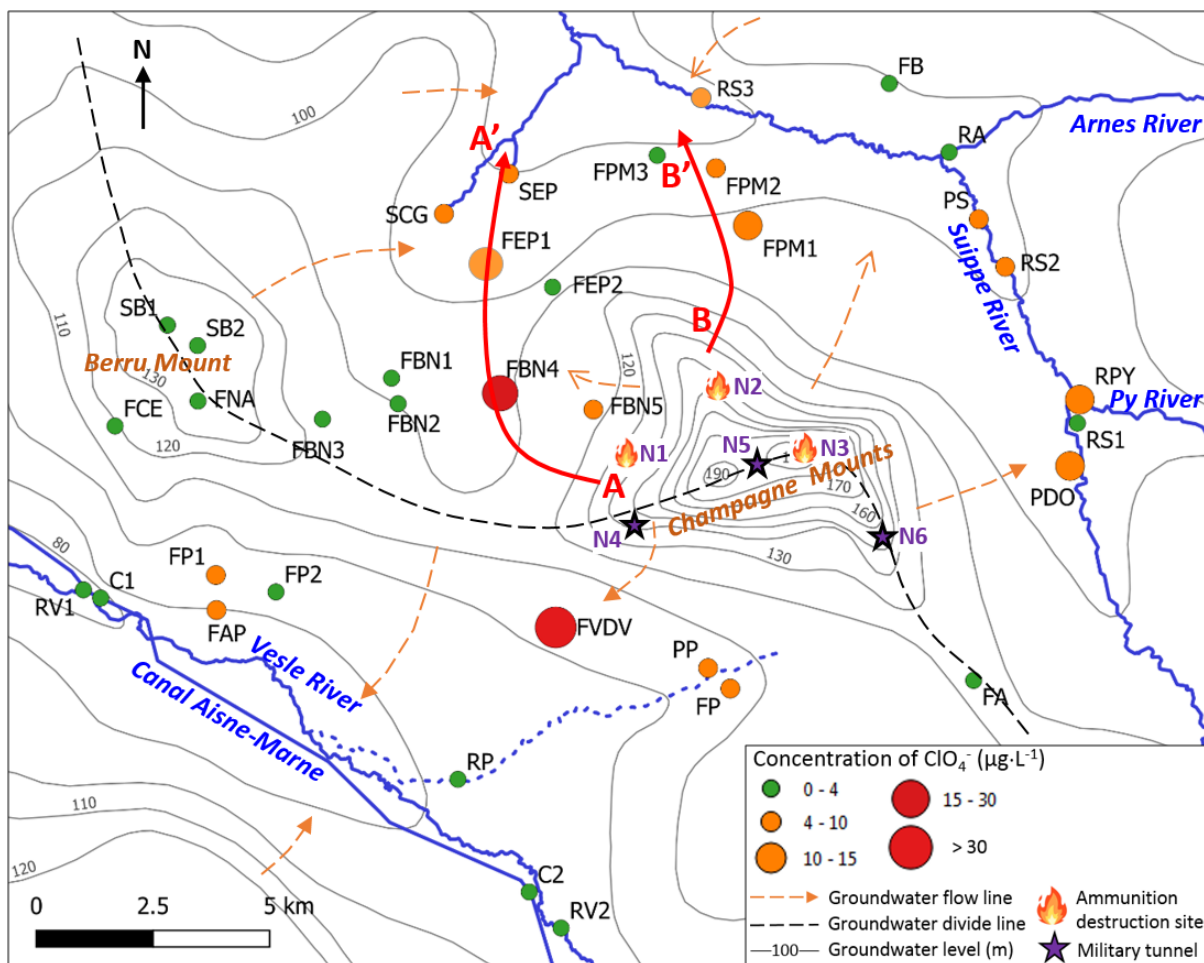 N
100
RS3
FB
Arnes River
RA
A'
B'
FPM3
FPM2
SEP
SCG
PS
FPM1
FEP1
Suippe River
RS2
110
FEP2
SB1
SB2
B
Berru Mount
130
120
FBN1
FBN4
N2
RPY
Py River
FCE
FNA
FBN2
FBN5
RS1
120
FBN3
N1
N5
N3
190
170
PDO
A
Champagne Mounts
160
N4
N6
130
80
FP1
FP2
RV1
C1
FAP
FVDV
Vesle River
PP
FP
FA
Canal Aisne-Marne
RP
110
120
C2
RV2
0 2.5 5 km
Concentration of ClO₄⁻ (µg·L⁻¹)
0 - 4
15 - 30
4 - 10
10 - 15
> 30
Groundwater flow line
Ammunition
destruction site
Groundwater divide line
100 Groundwater level (m)
Military tunnel